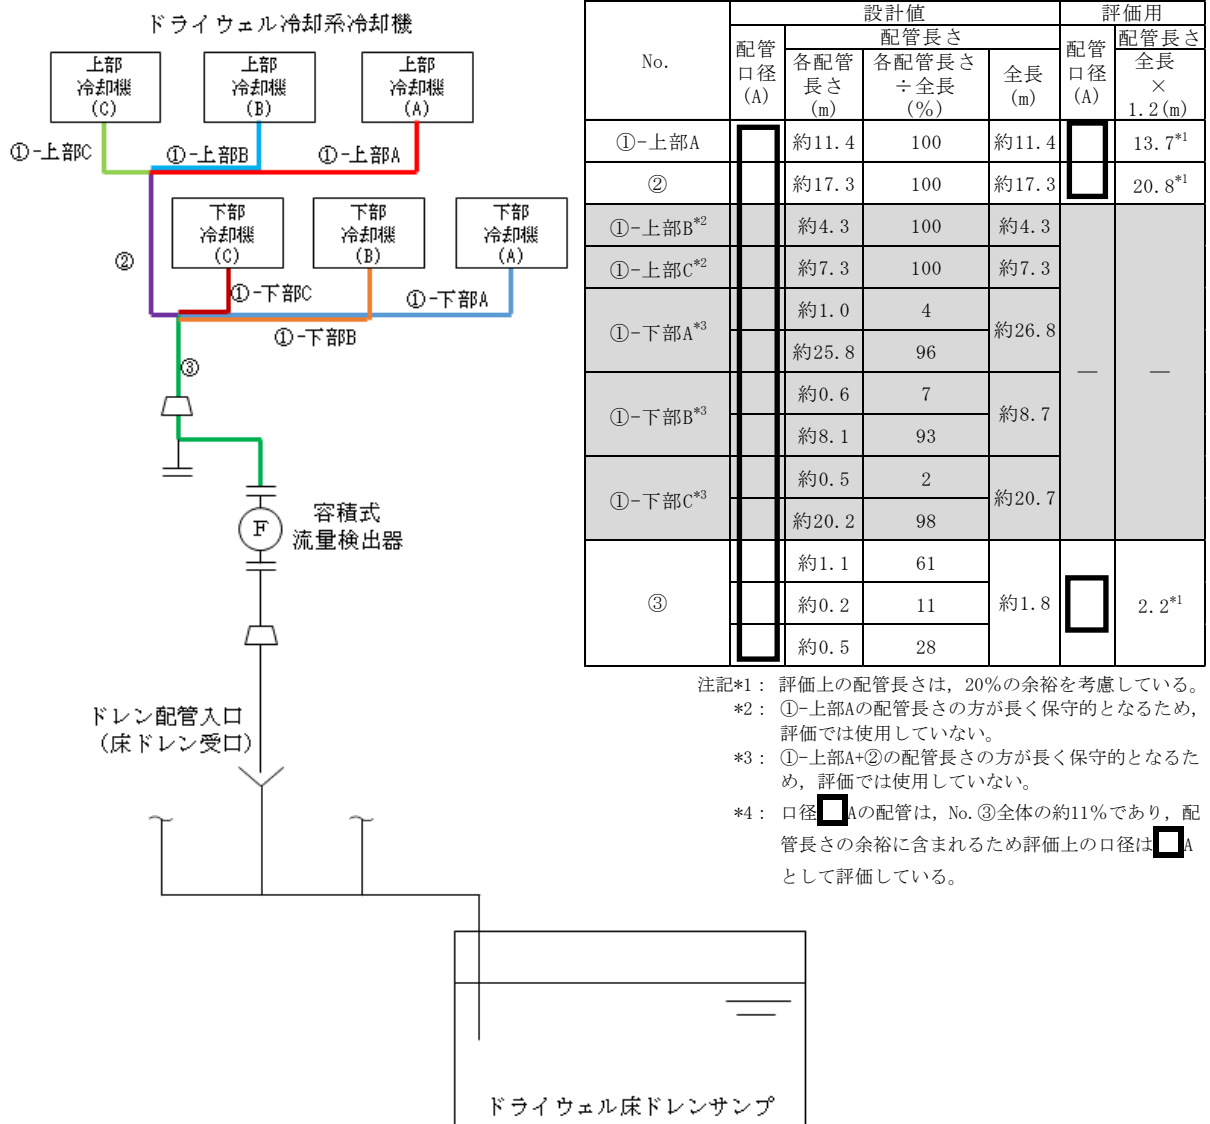 ドライウェル冷却系冷却機
上部
冷却機
(C)
上部
冷却機
(B)
上部
冷却機
(A)
①-上部C
①-上部B
①-上部A
下部
冷却機
(C)
下部
冷却機
(B)
下部
冷却機
(A)
②
①-下部C
①-下部A
①-下部B
③
F
容積式
流量検出器
ドレン配管入口
(床ドレン受口)
ドライウェル床ドレンサンプ
No.
設計値
評価用
配管
口径
(A)
配管長さ
配管
口径
(A)
配管長さ
各配管
長さ
(m)
各配管長さ
÷全長
(%)
全長
(m)
全長
×
1.2(m)
①-上部A 約11.4 100 約11.4 13.7*1
② 約17.3 100 約17.3 20.8*1
①-上部B*2 約4.3 100 約4.3
①-上部C*2 約7.3 100 約7.3
①-下部A*3 約1.0 4 約26.8
約25.8 96
— —
①-下部B*3 約0.6 7 約8.7
約8.1 93
①-下部C*3 約0.5 2 約20.7
約20.2 98
③ 約1.1 61 約1.8 2.2*1
約0.2 11
約0.5 28
注記*1： 評価上の配管長さは，20％の余裕を考慮している。
*2： ①-上部Aの配管長さの方が長く保守的となるため，
評価では使用していない。
*3： ①-上部A+②の配管長さの方が長く保守的となるた
め，評価では使用していない。
*4： 口径 Aの配管は，No.③全体の約11％であり，配
管長さの余裕に含まれるため評価上の口径は A
として評価している。